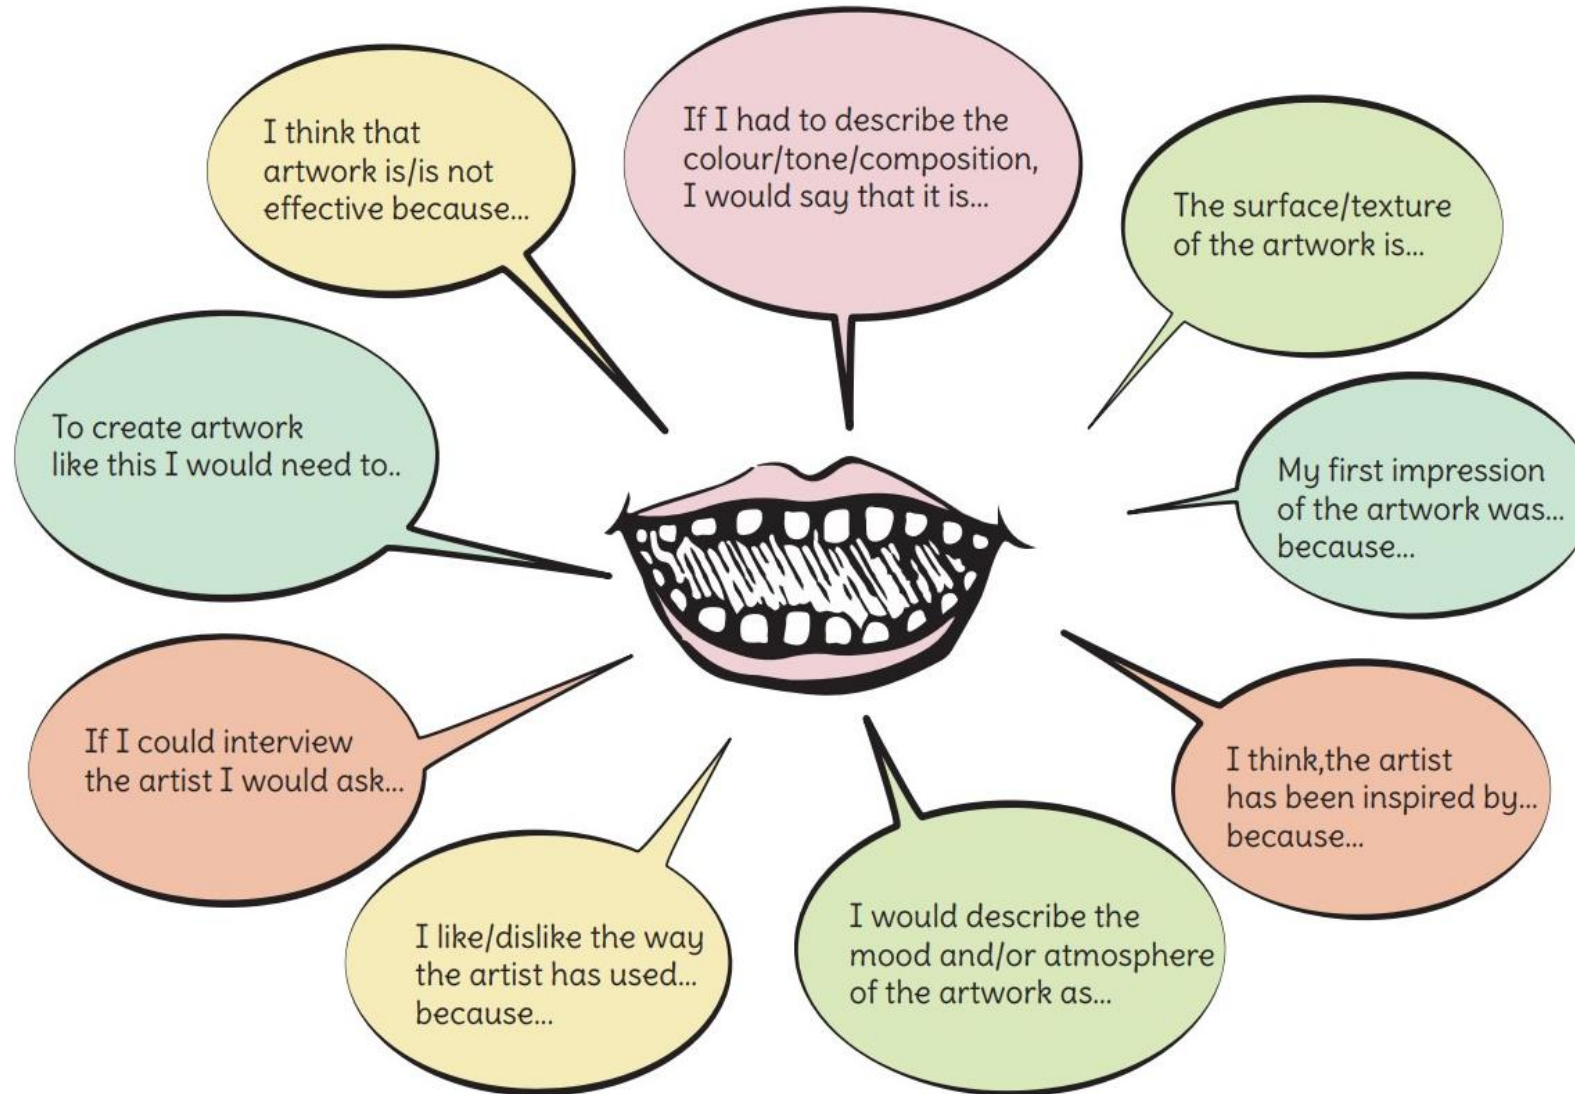 I think that
artwork is/is not
effective because...
If I had to describe the
colour/tone/composition,
I would say that it is...
The surface/texture
of the artwork is...
To create artwork
like this I would need to..
My first impression
of the artwork was...
because...
If I could interview
the artist I would ask...
I think,the artist
has been inspired by...
because...
I like/dislike the way
the artist has used...
because...
I would describe the
mood and/or atmosphere
of the artwork as...